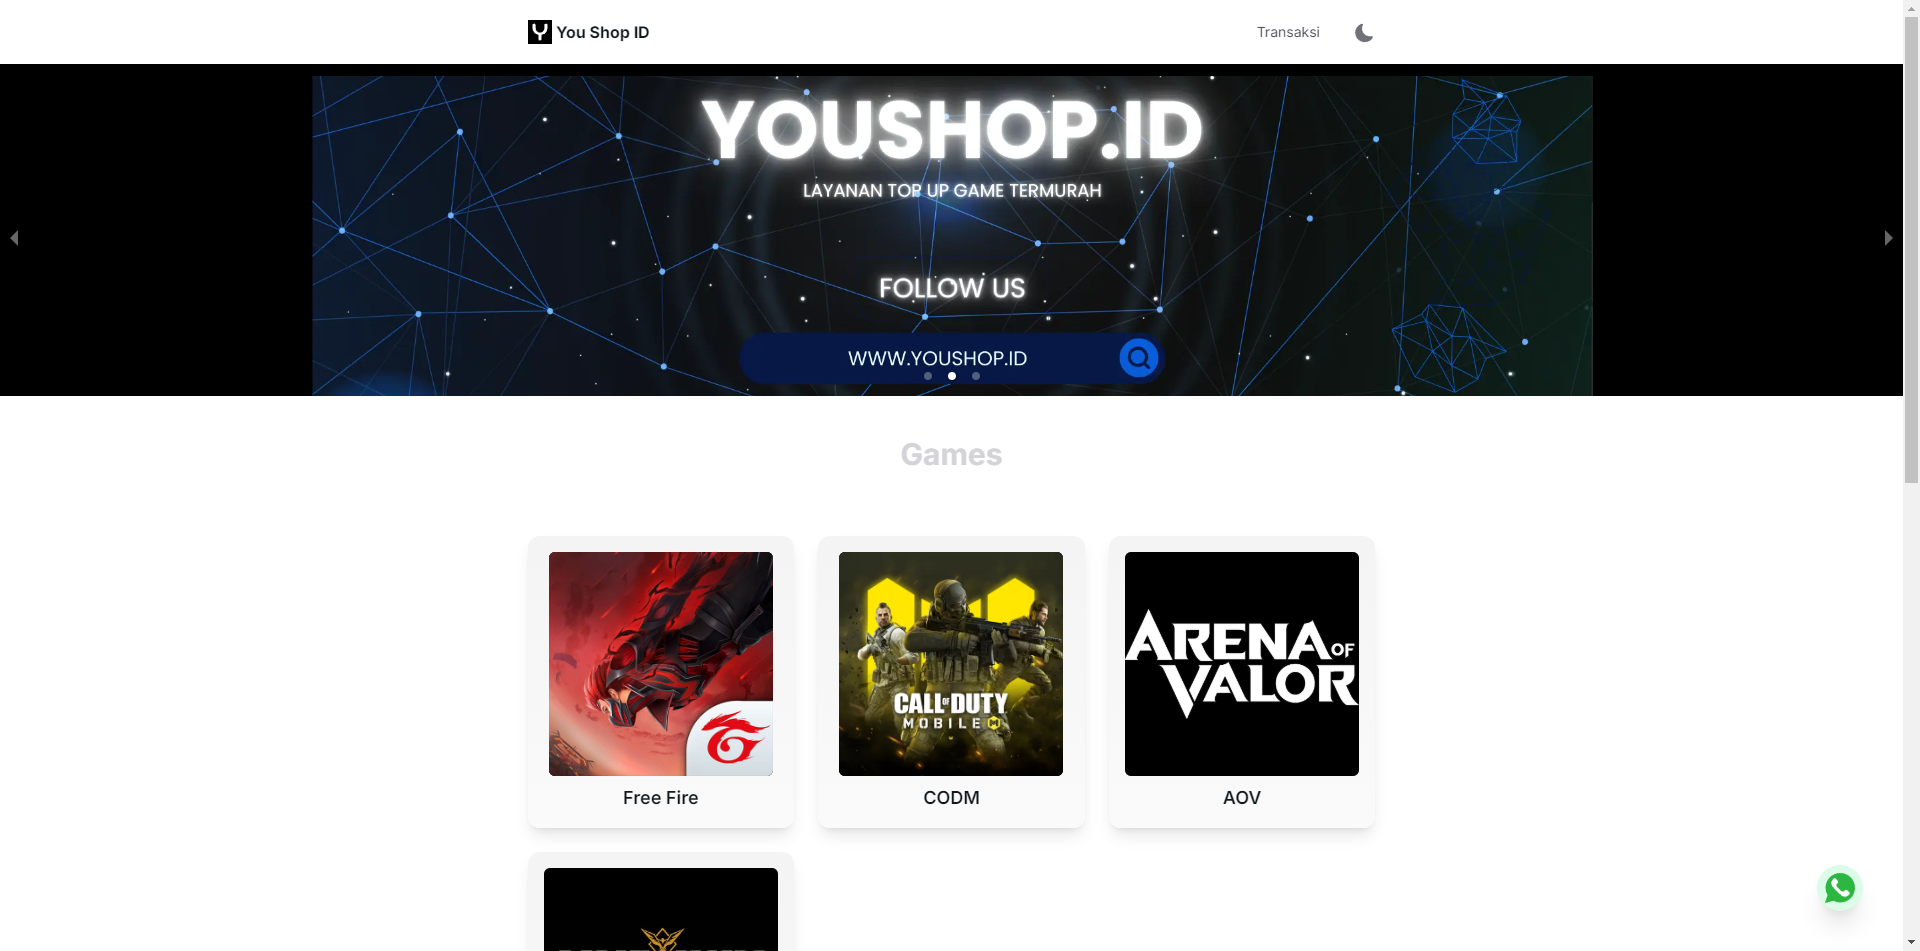 You Shop ID
Transaksi
YOUSHOP.ID
LAYANAN TOP UP GAME TERMURAH
FOLLOW US
WWW.YOUSHOP.ID
Games
CALL OF DUTY
MOBILE
ARENA OF
VALOR
Free Fire
CODM
AOV